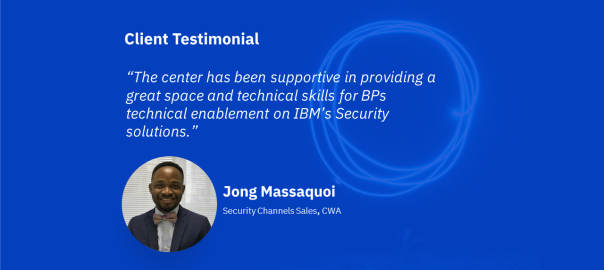 Client Testimonial
“The center has been supportive in providing a
great space and technical skills for BPs
technical enablement on IBM’s Security
solutions.”
Jong Massaquoi
Security Channels Sales, CWA